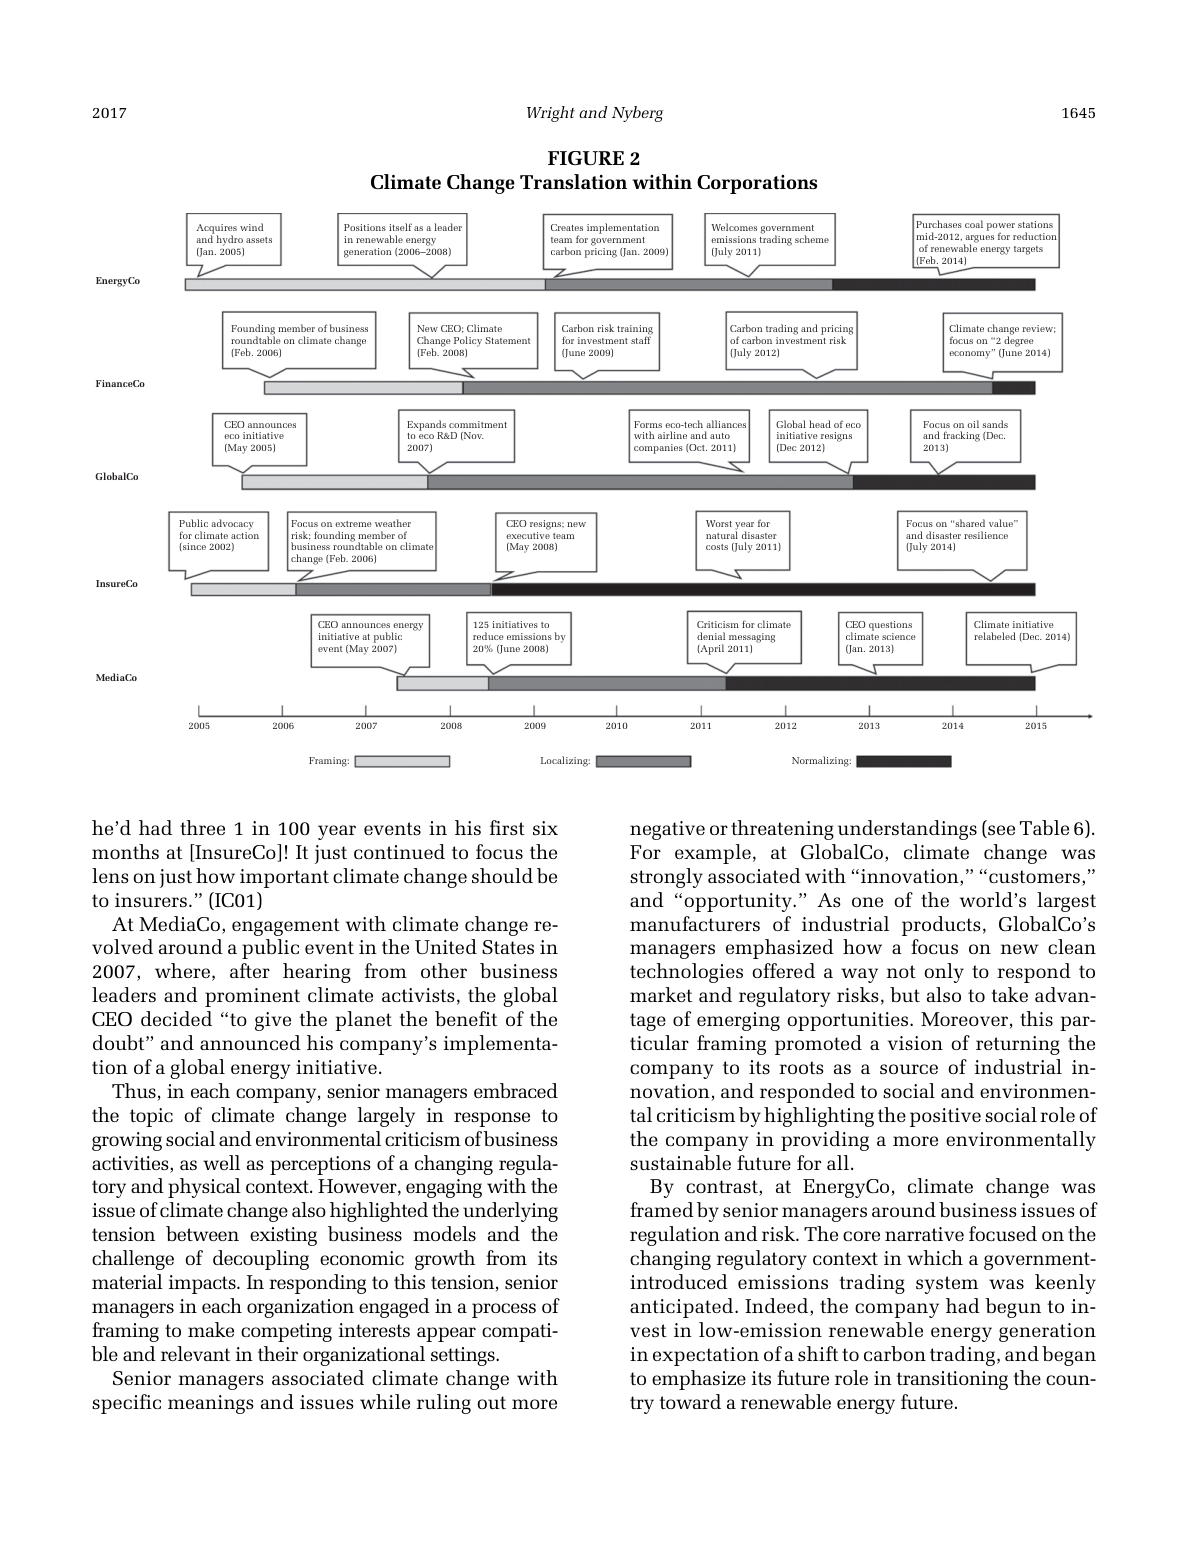 2017
Wright and Nyberg
1645
FIGURE 2
Climate Change Translation within Corporations
Acquires wind
and hydro assets
(Jan. 2005)
Positions itself as a leader
in renewable energy
generation (2006–2008)
Creates implementation
team for government
carbon pricing (Jan. 2009)
Welcomes government
emissions trading scheme
(July 2011)
Purchases coal power stations
mid-2012, argues for reduction
of renewable energy targets
(Feb. 2014)
EnergyCo
Founding member of business
roundtable on climate change
(Feb. 2006)
New CEO; Climate
Change Policy Statement
(Feb. 2008)
Carbon risk training
for investment staff
(June 2009)
Carbon trading and pricing
of carbon investment risk
(July 2012)
Climate change review;
focus on “2 degree
economy” (June 2014)
FinanceCo
CEO announces
eco initiative
(May 2005)
Expands commitment
to eco R&D (Nov.
2007)
Forms eco-tech alliances
with airline and auto
companies (Oct. 2011)
Global head of eco
initiative resigns
(Dec 2012)
Focus on oil sands
and fracking (Dec.
2013)
GlobalCo
Public advocacy
for climate action
(since 2002)
Focus on extreme weather
risk; founding member of
business roundtable on climate
change (Feb. 2006)
CEO resigns; new
executive team
(May 2008)
Worst year for
natural disaster
costs (July 2011)
Focus on “shared value”
and disaster resilience
(July 2014)
InsureCo
CEO announces energy
initiative at public
event (May 2007)
125 initiatives to
reduce emissions by
20% (June 2008)
Criticism for climate
denial messaging
(April 2011)
CEO questions
climate science
(Jan. 2013)
Climate initiative
relabeled (Dec. 2014)
MediaCo
2005 2006 2007 2008 2009 2010 2011 2012 2013 2014 2015
Framing: Localizing: Normalizing:
he’d had three 1 in 100 year events in his first six
months at [InsureCo]! It just continued to focus the
lens on just how important climate change should be
to insurers.” (IC01)
At MediaCo, engagement with climate change re-
volved around a public event in the United States in
2007, where, after hearing from other business
leaders and prominent climate activists, the global
CEO decided “to give the planet the benefit of the
doubt” and announced his company’s implementa-
tion of a global energy initiative.
Thus, in each company, senior managers embraced
the topic of climate change largely in response to
growing social and environmental criticism of business
activities, as well as perceptions of a changing regula-
tory and physical context. However, engaging with the
issue of climate change also highlighted the underlying
tension between existing business models and the
challenge of decoupling economic growth from its
material impacts. In responding to this tension, senior
managers in each organization engaged in a process of
framing to make competing interests appear compati-
ble and relevant in their organizational settings.
Senior managers associated climate change with
specific meanings and issues while ruling out more
negative or threatening understandings (see Table 6).
For example, at GlobalCo, climate change was
strongly associated with “innovation,” “customers,”
and “opportunity.” As one of the world’s largest
manufacturers of industrial products, GlobalCo’s
managers emphasized how a focus on new clean
technologies offered a way not only to respond to
market and regulatory risks, but also to take advan-
tage of emerging opportunities. Moreover, this par-
ticular framing promoted a vision of returning the
company to its roots as a source of industrial in-
novation, and responded to social and environmen-
tal criticism by highlighting the positive social role of
the company in providing a more environmentally
sustainable future for all.
By contrast, at EnergyCo, climate change was
framed by senior managers around business issues of
regulation and risk. The core narrative focused on the
changing regulatory context in which a government-
introduced emissions trading system was keenly
anticipated. Indeed, the company had begun to in-
vest in low-emission renewable energy generation
in expectation of a shift to carbon trading, and began
to emphasize its future role in transitioning the coun-
try toward a renewable energy future.